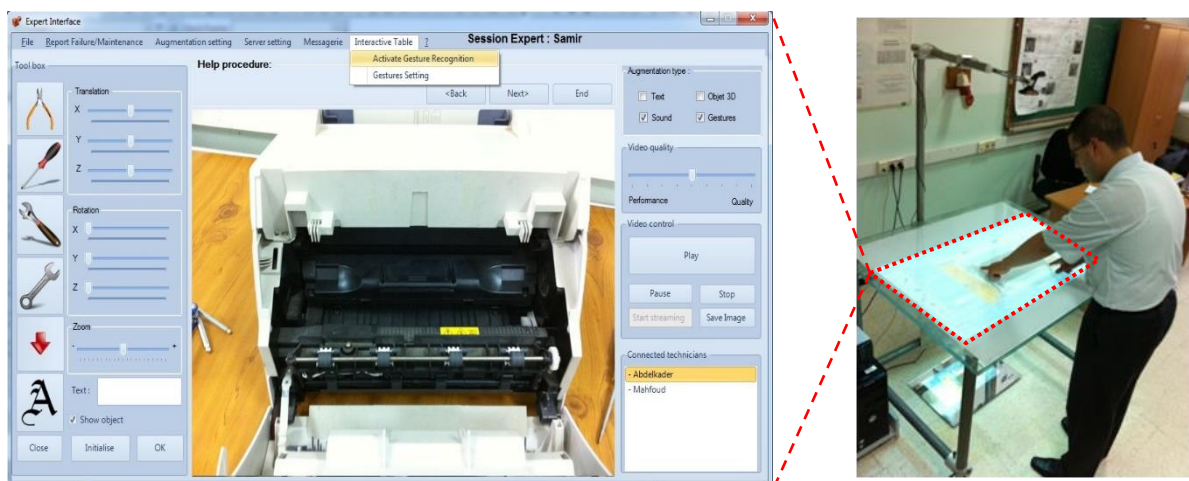 Expert Interface
File Report Failure/Maintenance Augmentation setting Server setting Messagerie Interactive Table ? Session Expert : Samir
Activate Gesture Recognition
Gestures Setting
Help procedure:
<Back Next> End
Tool box
Translation
X
Y
Z
Rotation
X
Y
Z
Zoom
- +
Text :
A
Show object
Close Initialise OK
Augmentation type :
Text Objet 3D
Sound Gestures
Video quality
Performance Quality
Video control
Play
Pause Stop
Start streaming Save Image
Connected technicians
- Abdelkader
- Mahfoud